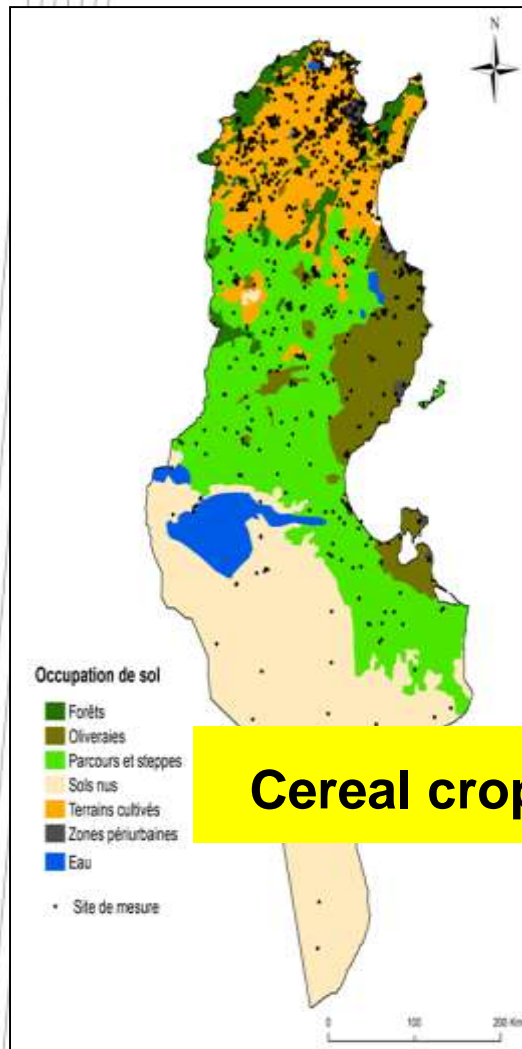 N
Occupation de sol
Forêts
Oliveraies
Parcours et steppes
Sols nus
Terrains cultivés
Zones périurbaines
Eau
Site de mesure
Cereal crop
0 100 200 Km